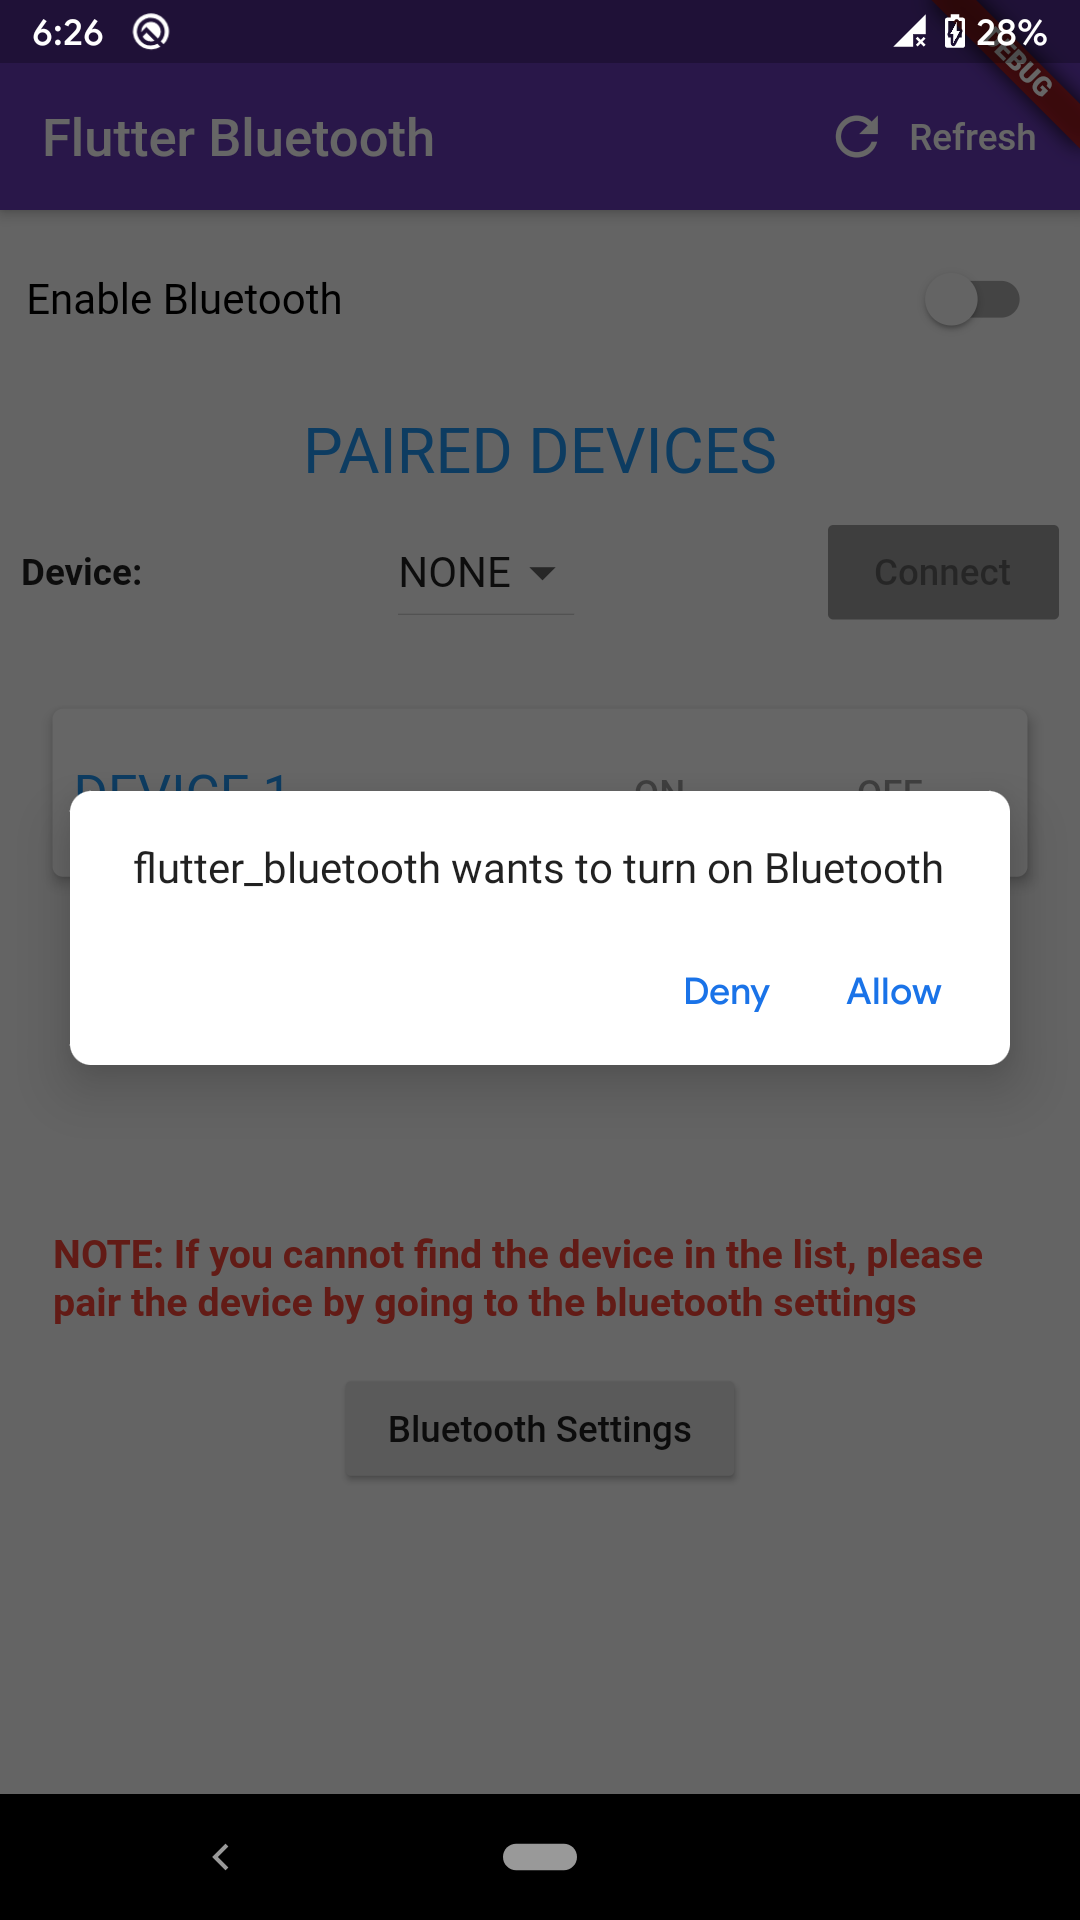 6:26 28%
EBUG
Flutter Bluetooth Refresh
Enable Bluetooth
PAIRED DEVICES
Device: NONE Connect
DEVICE 1 ON OFF
flutter_bluetooth wants to turn on Bluetooth
Deny Allow
NOTE: If you cannot find the device in the list, please
pair the device by going to the bluetooth settings
Bluetooth Settings